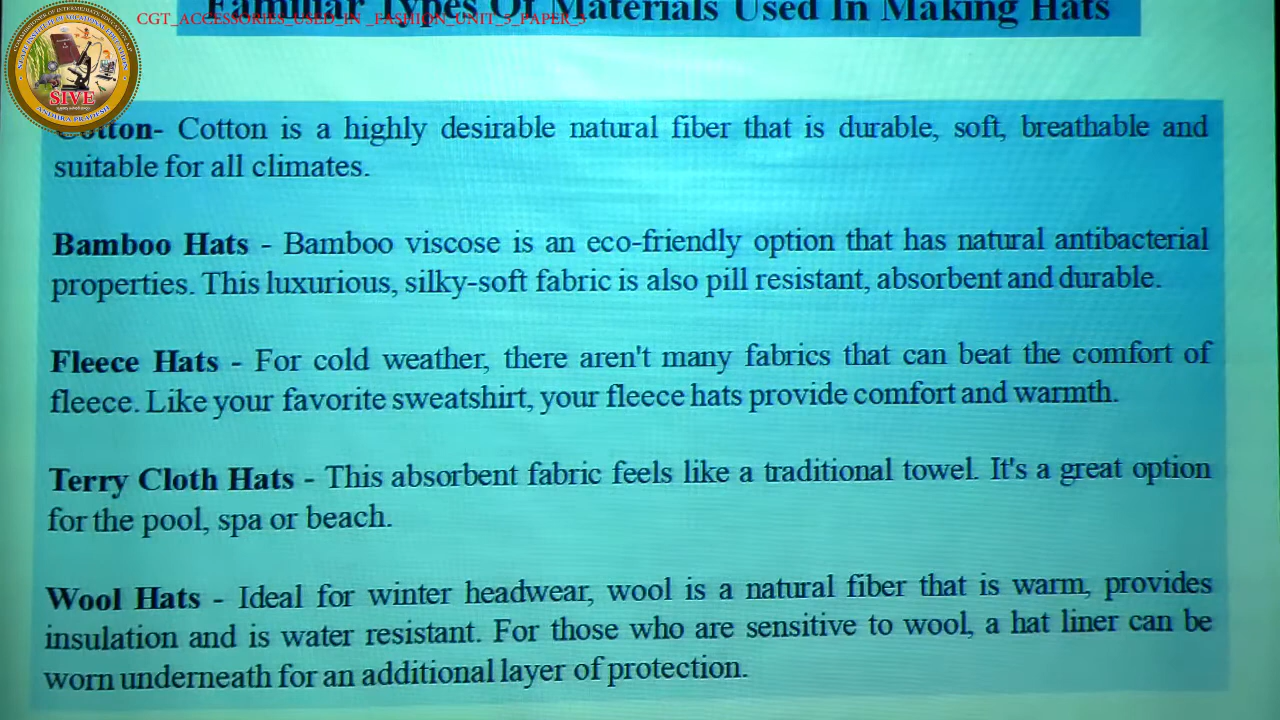 Familiar Types Of Materials Used In Making Hats
CGT_ACCESSORIES_USED_IN _FASHION_UNIT_5_PAPER_3
SIVE
ANDHRA PRADESH
Cotton- Cotton is a highly desirable natural fiber that is durable, soft, breathable and
suitable for all climates.
Bamboo Hats - Bamboo viscose is an eco-friendly option that has natural antibacterial
properties. This luxurious, silky-soft fabric is also pill resistant, absorbent and durable.
Fleece Hats - For cold weather, there aren't many fabrics that can beat the comfort of
fleece. Like your favorite sweatshirt, your fleece hats provide comfort and warmth.
Terry Cloth Hats - This absorbent fabric feels like a traditional towel. It's a great option
for the pool, spa or beach.
Wool Hats - Ideal for winter headwear, wool is a natural fiber that is warm, provides
insulation and is water resistant. For those who are sensitive to wool, a hat liner can be
worn underneath for an additional layer of protection.